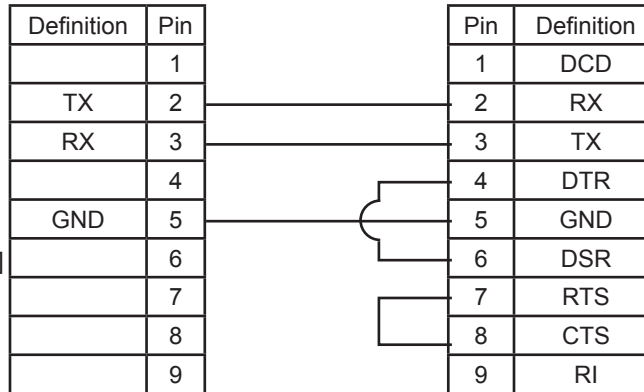 Definition Pin Pin Definition
1 1 DCD
TX 2 2 RX
RX 3 3 TX
4 4 DTR
GND 5 5 GND
6 6 DSR
7 7 RTS
8 8 CTS
9 9 RI